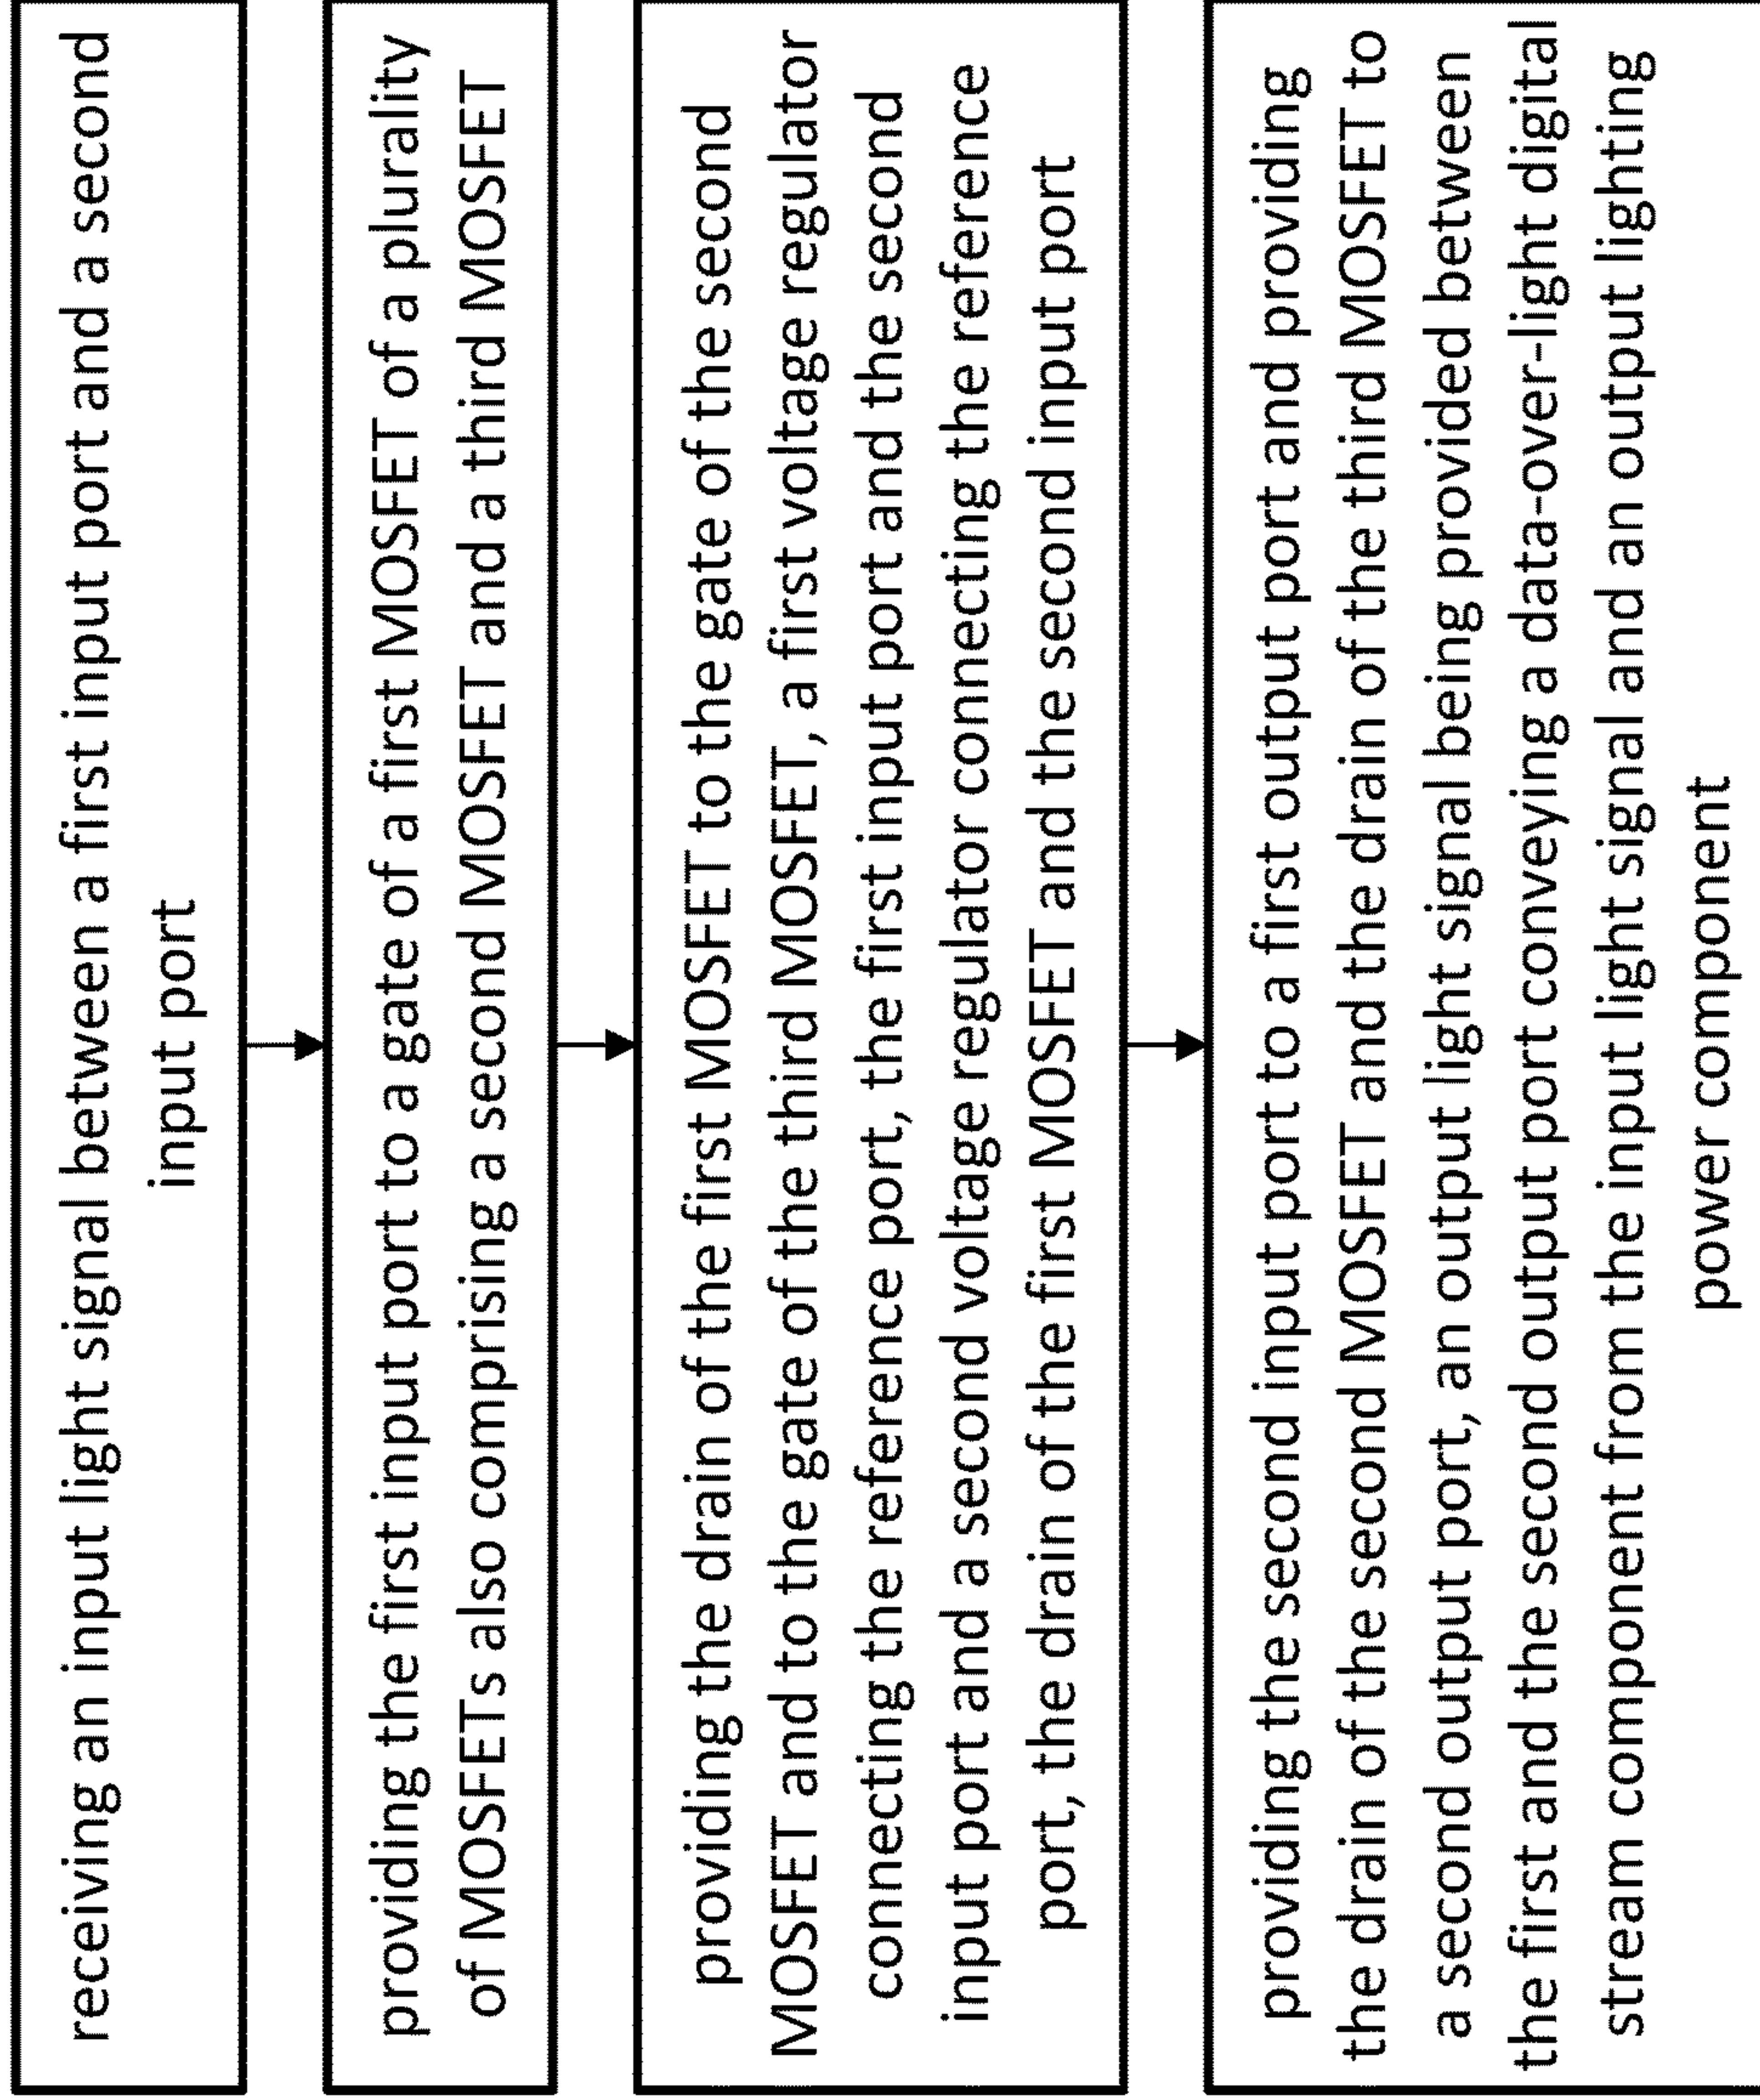 receiving an input light signal between a first input port and a second
input port
providing the first input port to a gate of a first MOSFET of a plurality
of MOSFETs also comprising a second MOSFET and a third MOSFET
providing the drain of the first MOSFET to the gate of the second
MOSFET and to the gate of the third MOSFET, a first voltage regulator
connecting the reference port, the first input port and the second
input port and a second voltage regulator connecting the reference
port, the drain of the first MOSFET and the second input port
providing the second input port to a first output port and providing
the drain of the second MOSFET and the drain of the third MOSFET to
a second output port, an output light signal being provided between
the first and the second output port conveying a data-over-light digital
stream component from the input light signal and an output lighting
power component